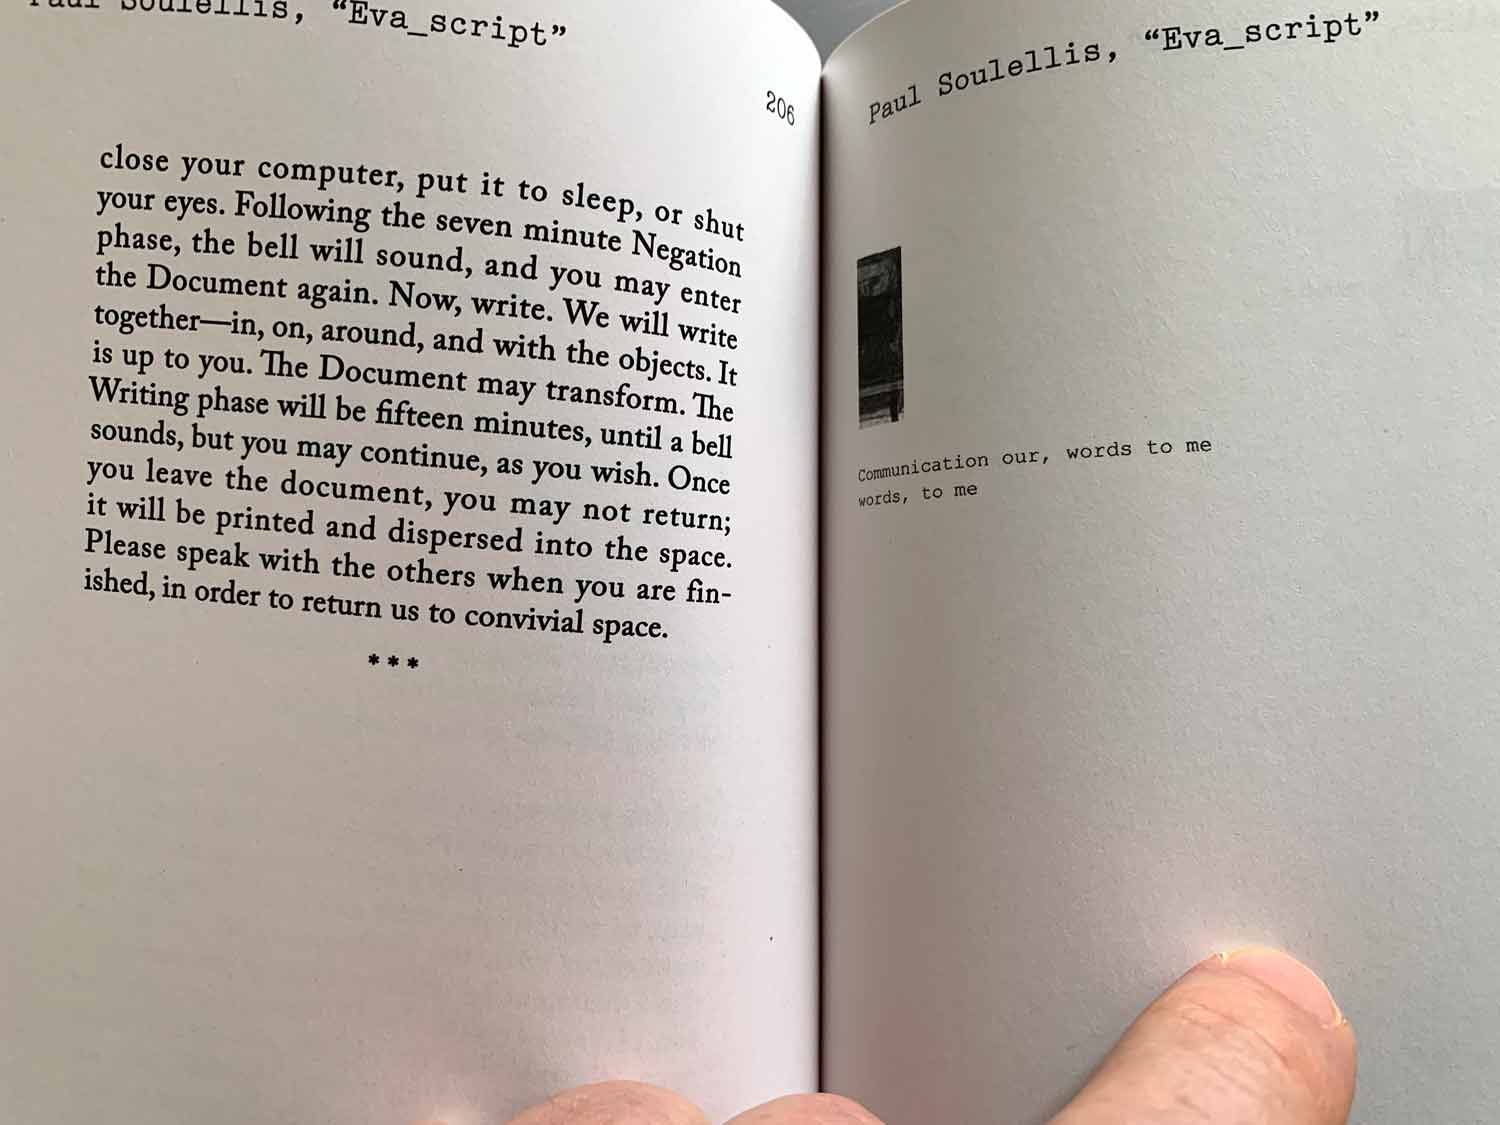 Paul Soulellis, “Eva_script”
206
close your computer, put it to sleep, or shut
your eyes. Following the seven minute Negation
phase, the bell will sound, and you may enter
the Document again. Now, write. We will write
together—in, on, around, and with the objects. It
is up to you. The Document may transform. The
Writing phase will be fifteen minutes, until a bell
sounds, but you may continue, as you wish. Once
you leave the document, you may not return;
it will be printed and dispersed into the space.
Please speak with the others when you are fin-
ished, in order to return us to convivial space.
***
Paul Soulellis, “Eva_script”
Communication our, words to me
words, to me